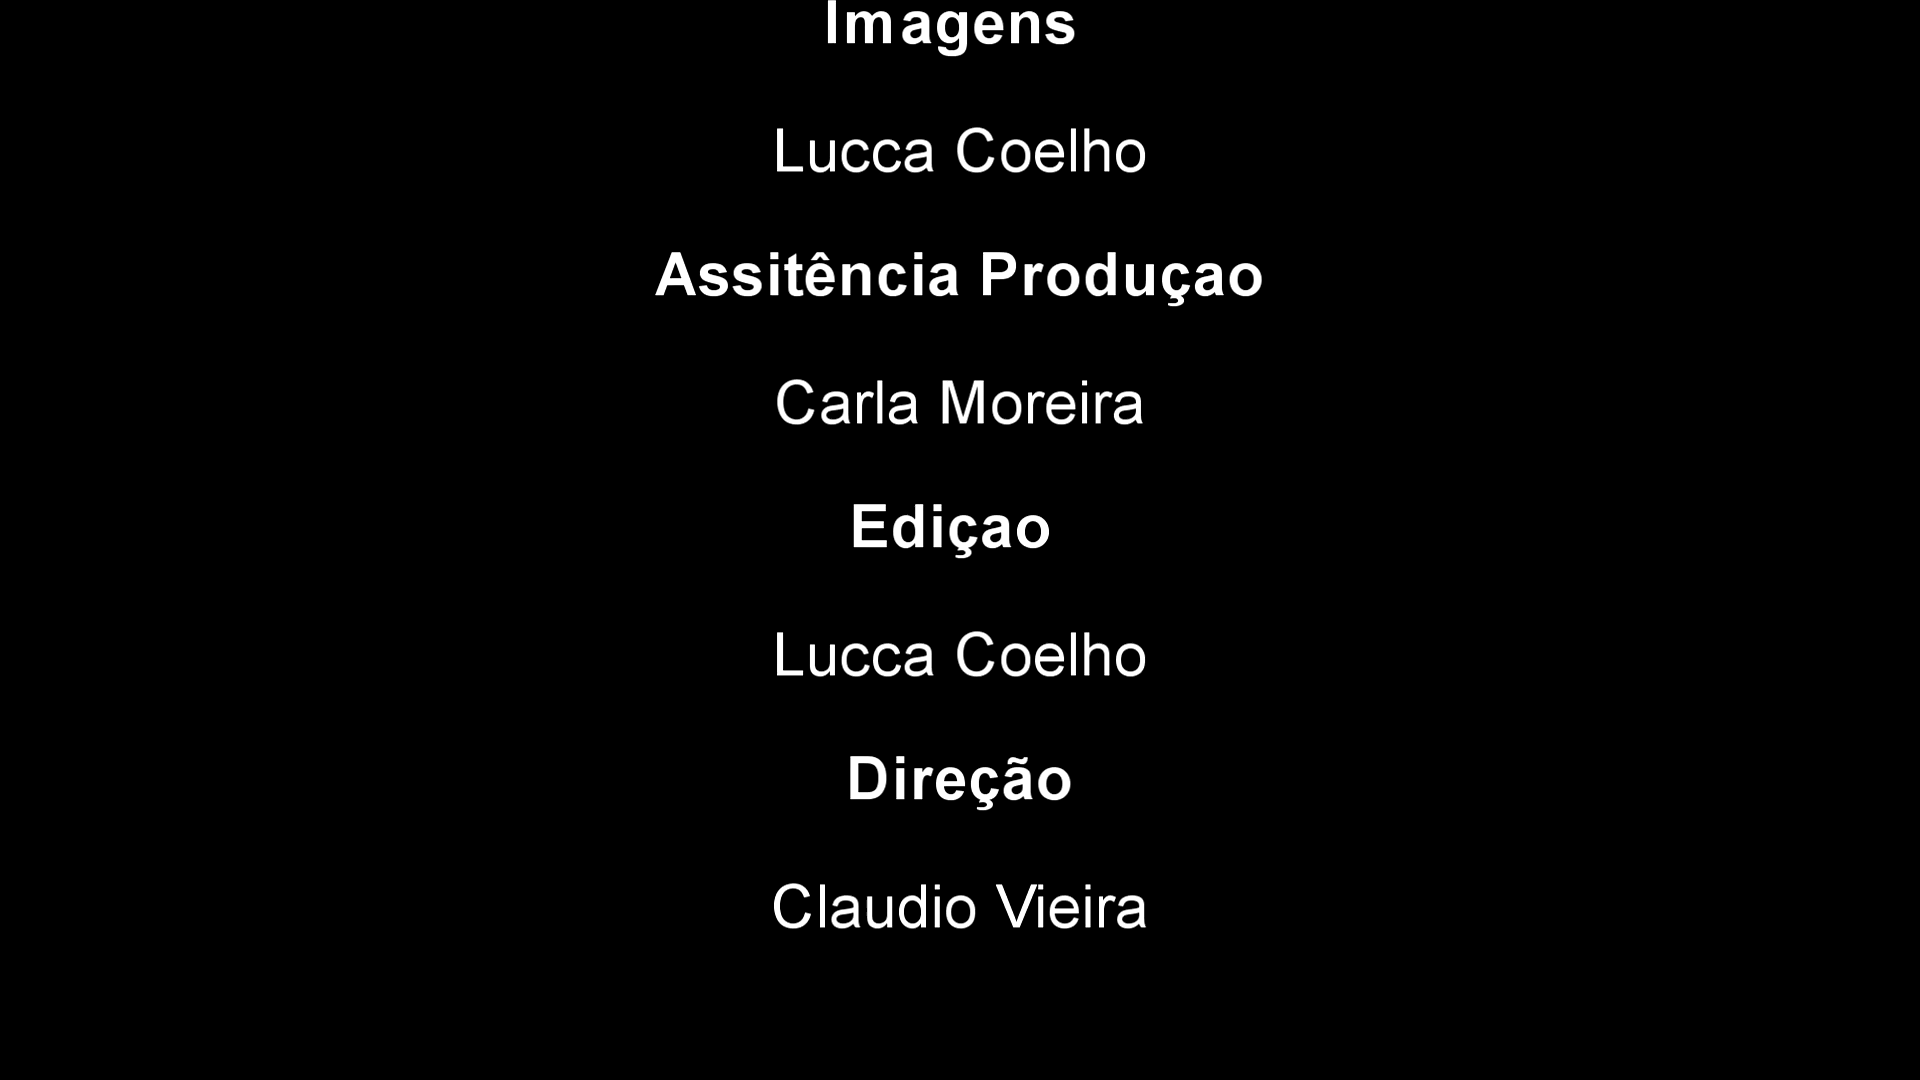 Imagens
Lucca Coelho
Assitência Produçao
Carla Moreira
Ediçao
Lucca Coelho
Direção
Claudio Vieira